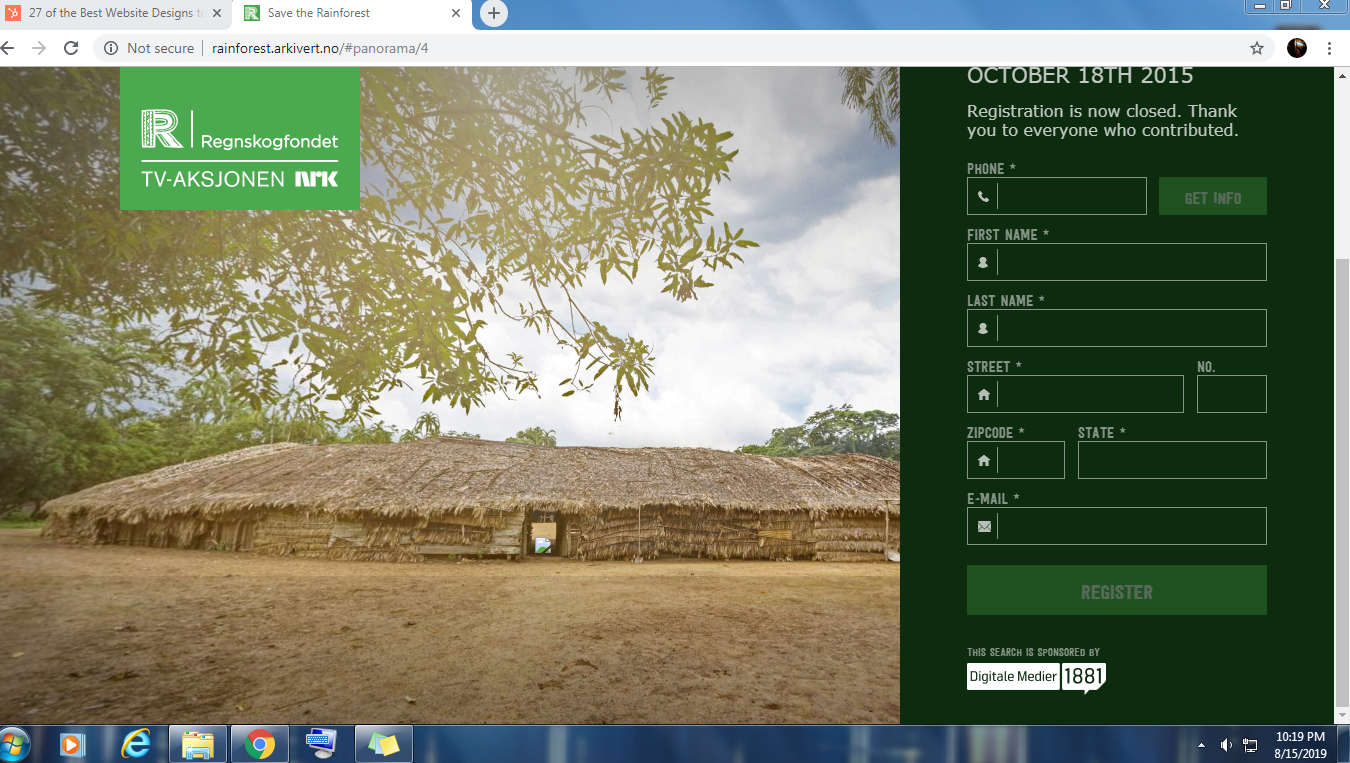 27 of the Best Website Designs to
Save the Rainforest
Not secure
rainforest.arkivert.no/#panorama/4
R
Regnskogfondet
TV-AKSJONEN NRK
OCTOBER 18TH 2015
Registration is now closed. Thank
you to everyone who contributed.
PHONE *
GET INFO
FIRST NAME *
LAST NAME *
STREET *
NO.
ZIPCODE *
STATE *
E-MAIL *
REGISTER
THIS SEARCH IS SPONSORED BY
Digitale Medier 1881
10:19 PM
8/15/2019